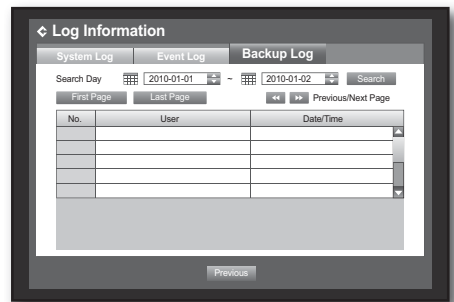 Log Information
System Log Event Log Backup Log
Search Day 2010-01-01 ~ 2010-01-02 Search
First Page Last Page Previous/Next Page
No. User Date/Time
Previous